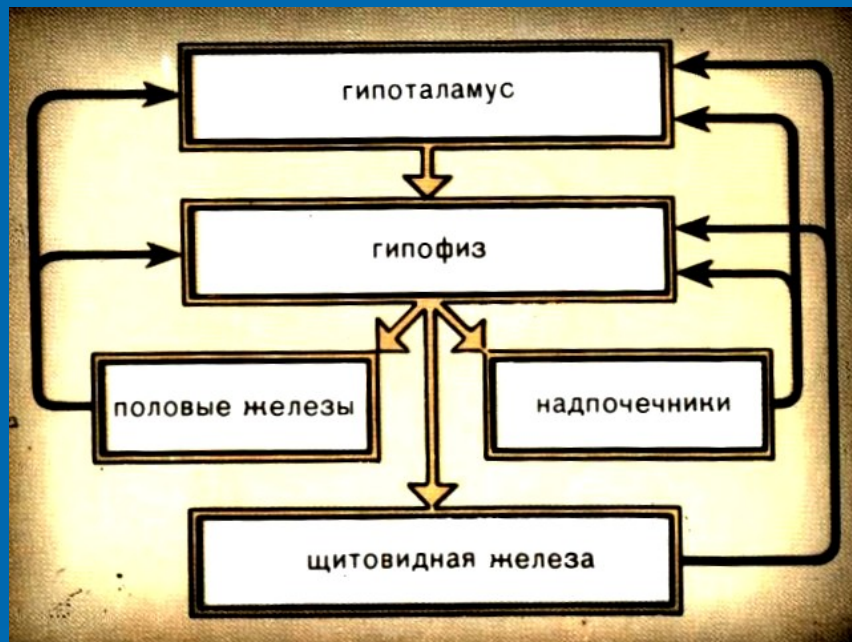 гипоталамус
гипофиз
половые железы
надпочечники
щитовидная железа